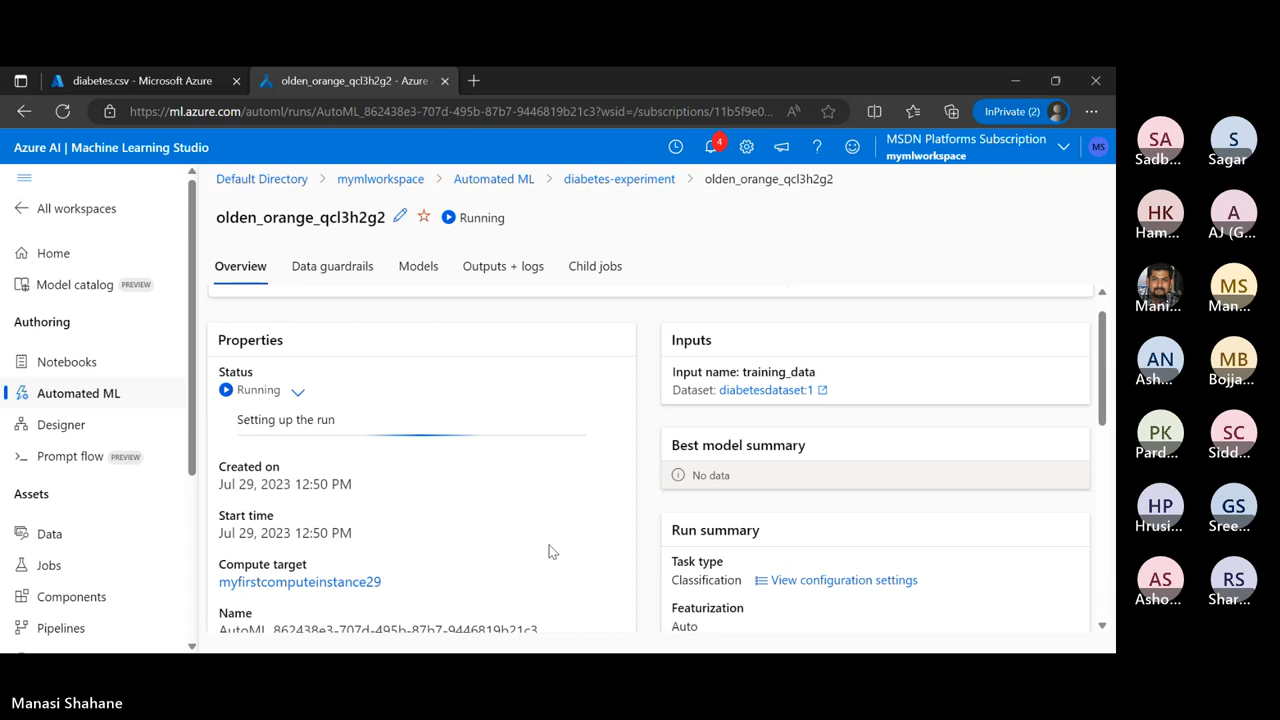 diabetes.csv - Microsoft Azure
olden_orange_qcl3h2g2 - Azure
https://ml.azure.com/automl/runs/AutoML_862438e3-707d-495b-87b7-9446819b21c3?wsid=/subscriptions/11b5f9e0...
InPrivate (2)
Azure AI | Machine Learning Studio
4
MSDN Platforms Subscription
mymlworkspace
MS
All workspaces
Home
Model catalog PREVIEW
Authoring
Notebooks
Automated ML
Designer
Prompt flow PREVIEW
Assets
Data
Jobs
Components
Pipelines
Default Directory
mymlworkspace
Automated ML
diabetes-experiment
olden_orange_qcl3h2g2
olden_orange_qcl3h2g2
Running
Overview
Data guardrails
Models
Outputs + logs
Child jobs
Properties
Status
Running
Setting up the run
Created on
Jul 29, 2023 12:50 PM
Start time
Jul 29, 2023 12:50 PM
Compute target
myfirstcomputeinstance29
Name
AutoML_862438e3-707d-495b-87b7-9446819b21c3
Inputs
Input name: training_data
Dataset: diabetesdataset:1
Best model summary
No data
Run summary
Task type
Classification View configuration settings
Featurization
Auto
SA
Sadb...
S
Sagar
HK
Ham...
A
AJ (G...
Mani...
MS
Man...
AN
Ash...
MB
Bojja...
PK
Pard...
SC
Sidd...
HP
Hrusi...
GS
Sree...
AS
Asho...
RS
Shar...
Manasi Shahane